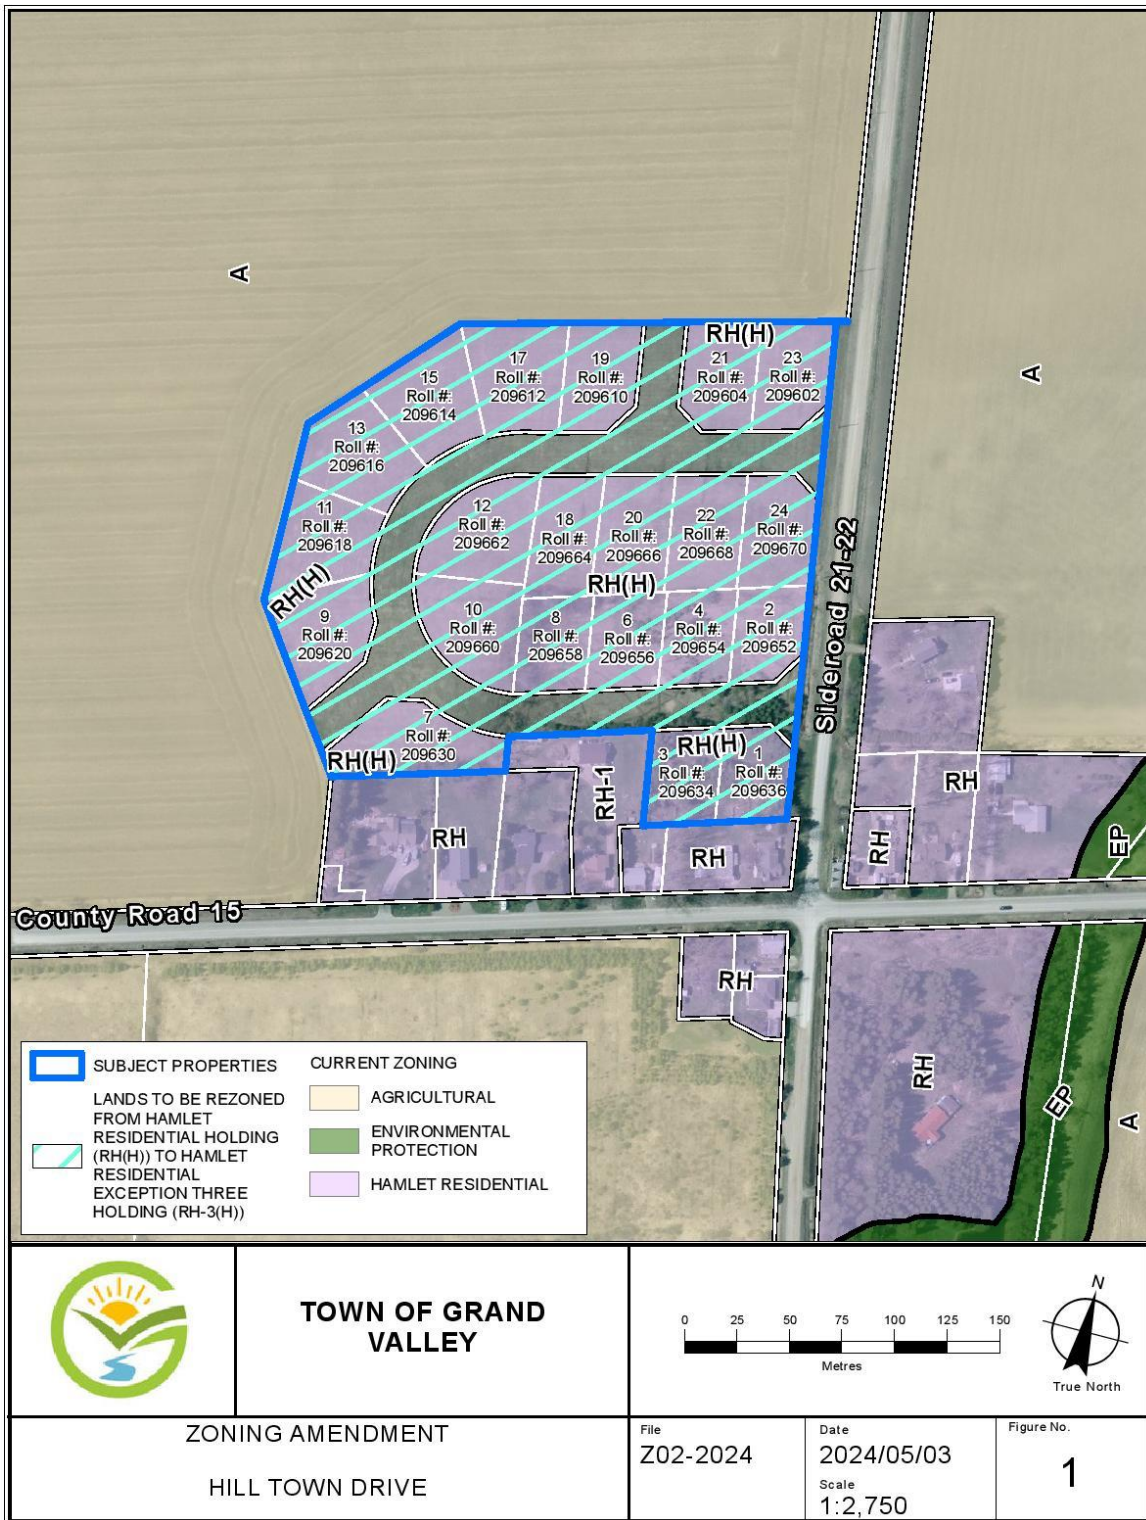 A
RH(H)
17
Roll #:
209612
19
Roll #:
209610
21
Roll #:
209604
23
Roll #:
209602
15
Roll #:
209614
A
13
Roll #:
209616
11
Roll #:
209618
12
Roll #:
209662
18
Roll #:
209664
20
Roll #:
209666
22
Roll #:
209668
24
Roll #:
209670
RH(H)
RH(H)
Sideroad 21-22
9
Roll #:
209620
10
Roll #:
209660
8
Roll #:
209658
6
Roll #:
209656
4
Roll #:
209654
2
Roll #:
209652
7
Roll #:
209630
RH(H)
RH(H)
3
Roll #:
209634
1
Roll #:
209636
RH-1
RH
RH
RH
RH
EP
County Road 15
RH
RH
EP
A
SUBJECT PROPERTIES
LANDS TO BE REZONED
FROM HAMLET
RESIDENTIAL HOLDING
(RH(H)) TO HAMLET
RESIDENTIAL
EXCEPTION THREE
HOLDING (RH-3(H))
CURRENT ZONING
AGRICULTURAL
ENVIRONMENTAL
PROTECTION
HAMLET RESIDENTIAL
TOWN OF GRAND
VALLEY
0 25 50 75 100 125 150
Metres
N
True North
ZONING AMENDMENT
HILL TOWN DRIVE
File
Z02-2024
Date
2024/05/03
Scale
1:2,750
Figure No.
1